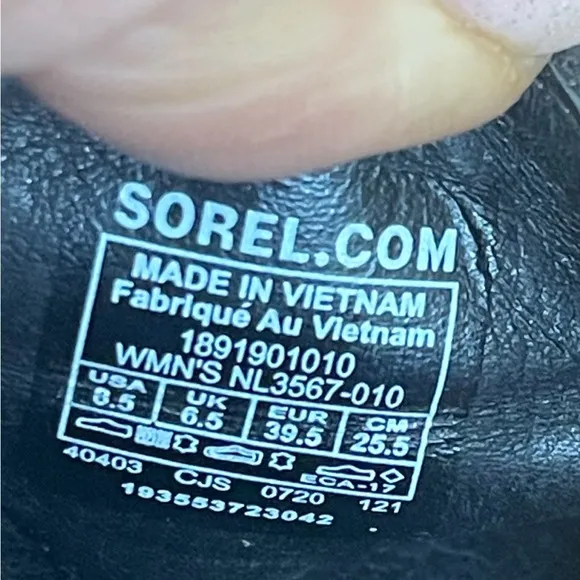 SOREL.COM
MADE IN VIETNAM
Fabriqué Au Vietnam
1891901010
WMN'S NL3567-010
USA UK EUR CM
8.5 6.5 39.5 25.5
ECA-17
40403 CJS 0720 121
193553723042